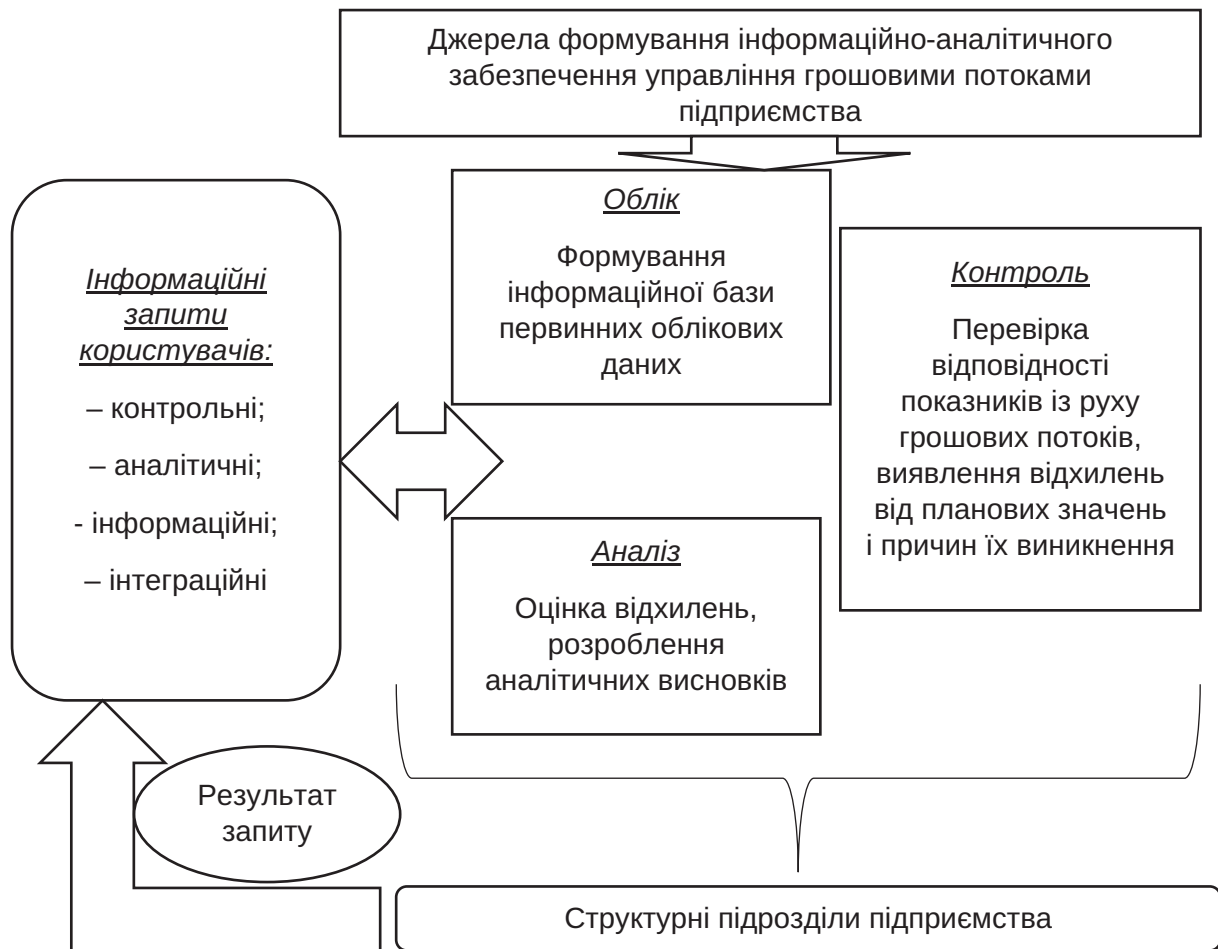 Джерела формування інформаційно-аналітичного
забезпечення управління грошовими потоками
підприємства
Інформаційні
запити
користувачів:
– контрольні;
– аналітичні;
- інформаційні;
– інтеграційні
Облік
Формування
інформаційної бази
первинних облікових
даних
Контроль
Перевірка
відповідності
показників із руху
грошових потоків,
виявлення відхилень
від планових значень
і причин їх виникнення
Аналіз
Оцінка відхилень,
розроблення
аналітичних висновків
Результат
запиту
Структурні підрозділи підприємства